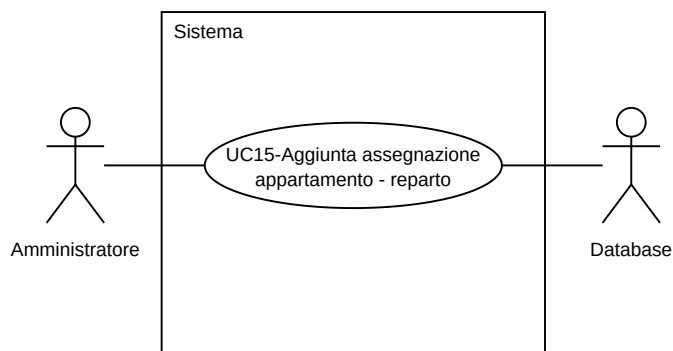 Sistema
UC15-Aggiunta assegnazione
appartamento - reparto
Amministratore
Database